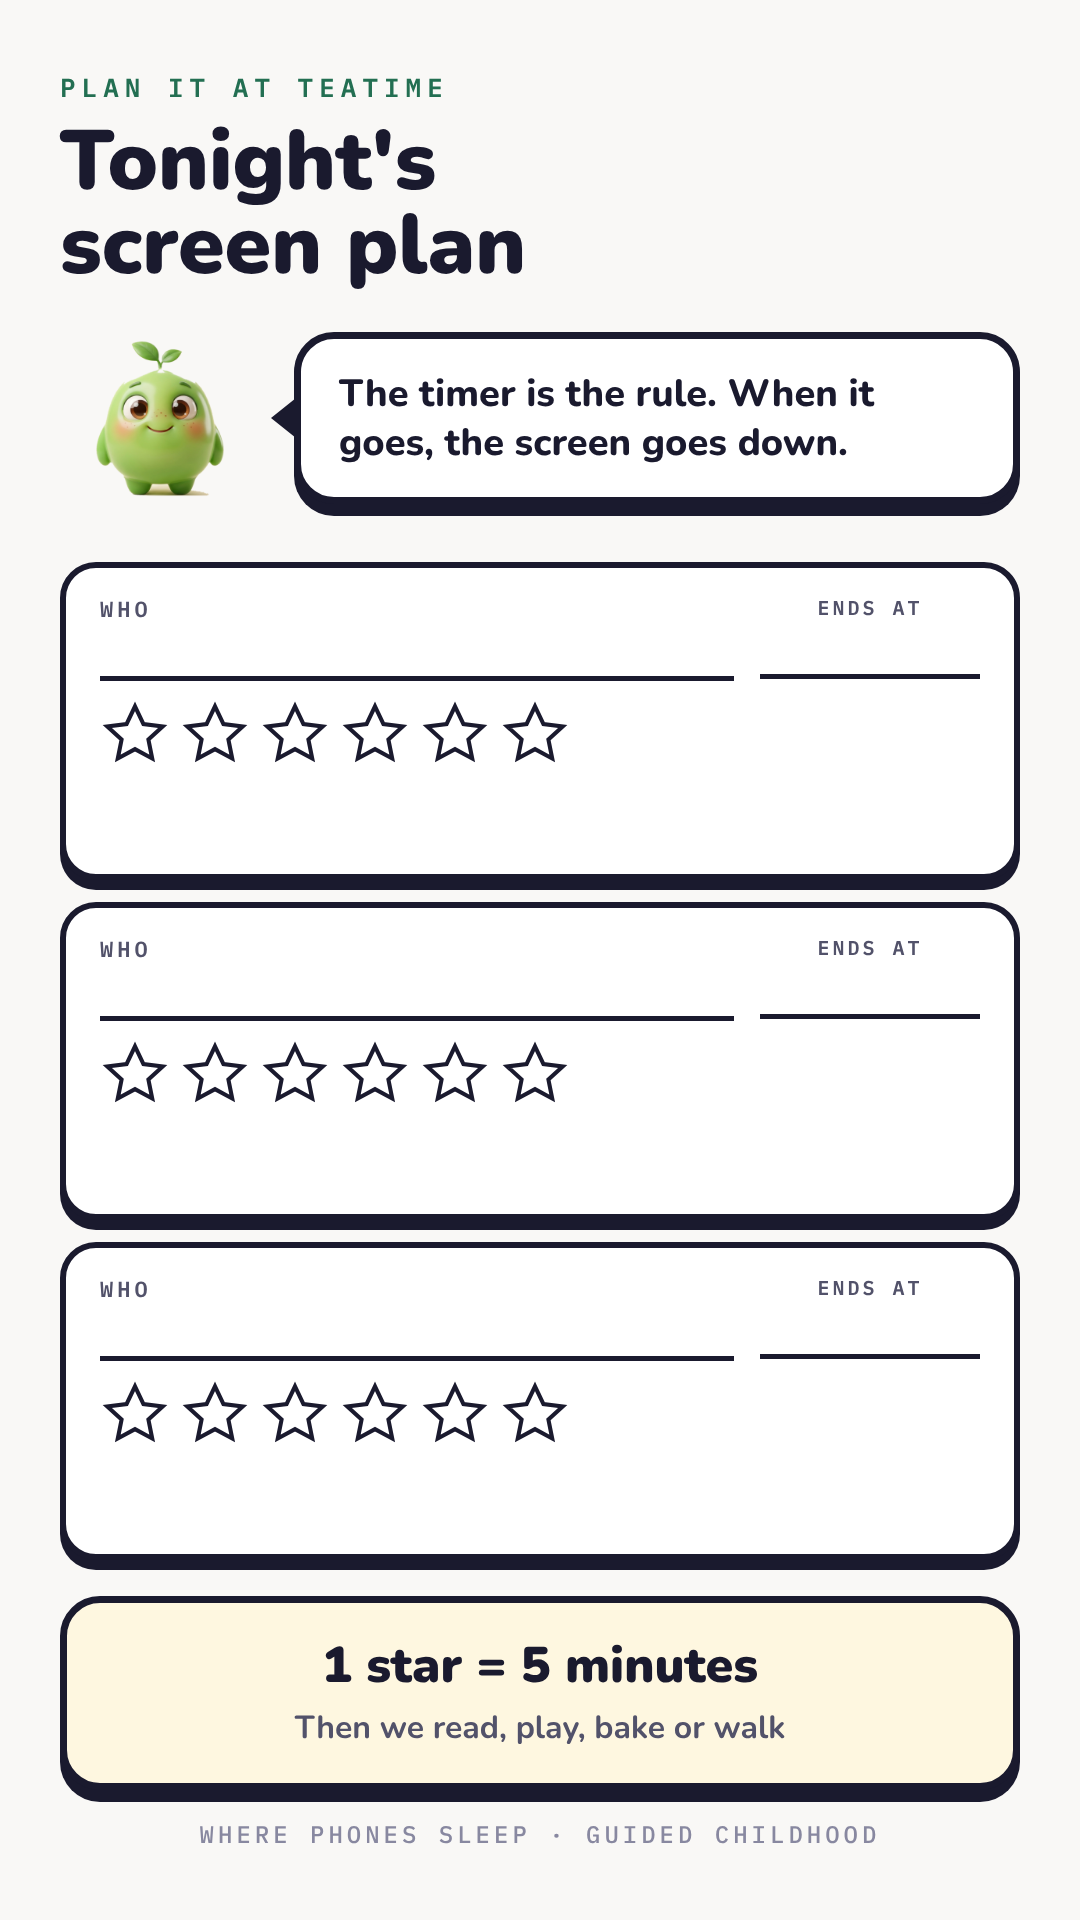 PLAN IT AT TEATIME
Tonight's
screen plan
The timer is the rule. When it
goes, the screen goes down.
WHO
ENDS AT
WHO
ENDS AT
WHO
ENDS AT
1 star = 5 minutes
Then we read, play, bake or walk
WHERE PHONES SLEEP · GUIDED CHILDHOOD